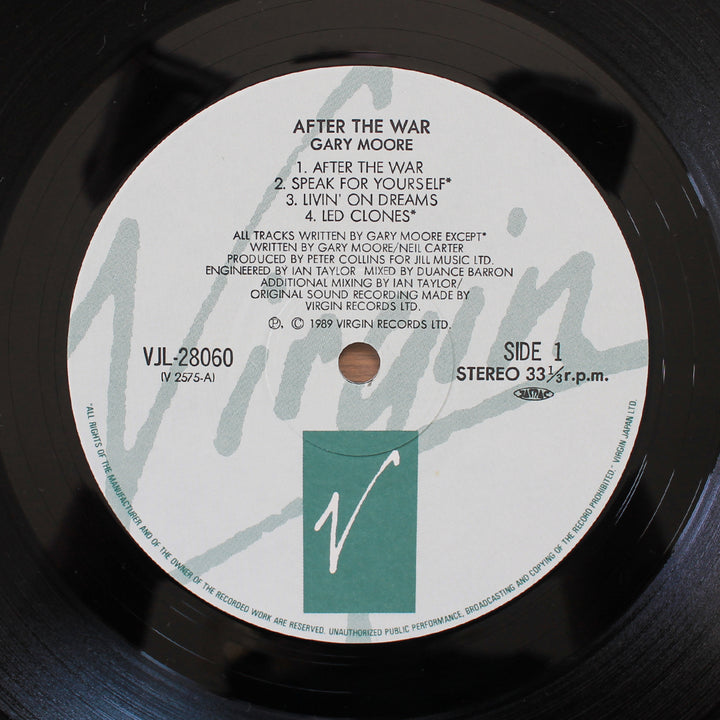 AFTER THE WAR
GARY MOORE
1. AFTER THE WAR
2. SPEAK FOR YOURSELF*
3. LIVIN' ON DREAMS
4. LED CLONES*
ALL TRACKS WRITTEN BY GARY MOORE EXCEPT*
WRITTEN BY GARY MOORE/NEIL CARTER
PRODUCED BY PETER COLLINS FOR JILL MUSIC LTD.
ENGINEERED BY IAN TAYLOR MIXED BY DUANCE BARRON
ADDITIONAL MIXING BY IAN TAYLOR/
ORIGINAL SOUND RECORDING MADE BY
VIRGIN RECORDS LTD.
Ⓟ, © 1989 VIRGIN RECORDS LTD.
VJL-28060
(V 2575-A)
SIDE 1
STEREO 33 1/3 r.p.m.
Virgin
V
"ALL RIGHTS OF THE MANUFACTURER AND OF THE OWNER OF THE RECORDED WORK ARE RESERVED. UNAUTHORIZED PUBLIC PERFORMANCE, BROADCASTING AND COPYING OF THE RECORD PROHIBITED." VIRGIN JAPAN LTD.